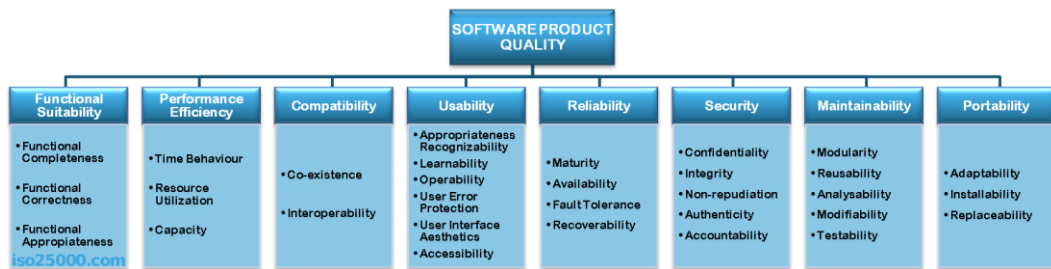 SOFTWARE PRODUCT
QUALITY
Functional
Suitability
• Functional
Completeness
• Functional
Correctness
• Functional
Appropiateness
iso25000.com
Performance
Efficiency
• Time Behaviour
• Resource
Utilization
• Capacity
Compatibility
• Co-existence
• Interoperability
Usability
• Appropriateness
Recognizability
• Learnability
• Operability
• User Error
Protection
• User Interface
Aesthetics
• Accessibility
Reliability
• Maturity
• Availability
• Fault Tolerance
• Recoverability
Security
• Confidentiality
• Integrity
• Non-repudiation
• Authenticity
• Accountability
Maintainability
• Modularity
• Reusability
• Analysability
• Modifiability
• Testability
Portability
• Adaptability
• Installability
• Replaceability